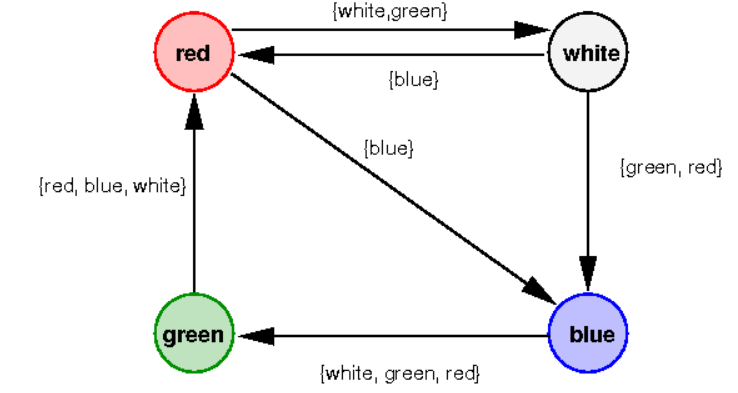 {white,green}
red
white
{blue}
{blue}
{green, red}
{red, blue, white}
green
blue
{white, green, red}